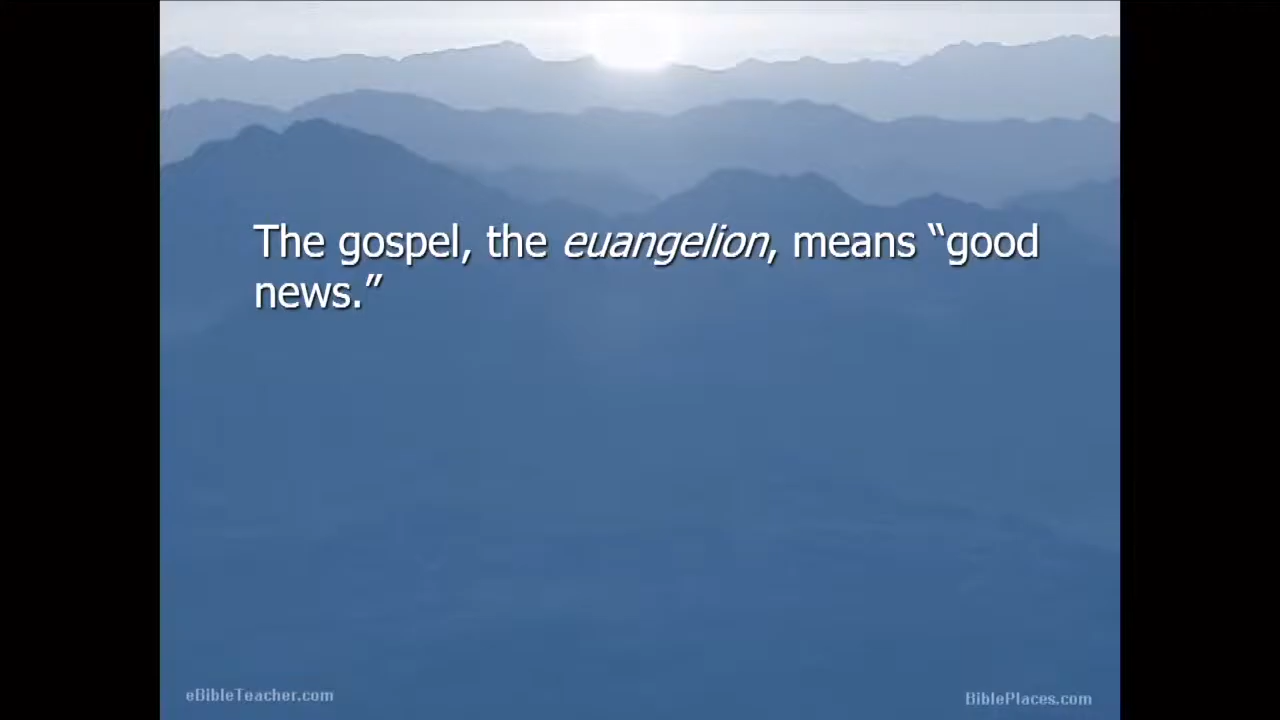 The gospel, the euangelion, means “good
news.”
eBibleTeacher.com
BiblePlaces.com